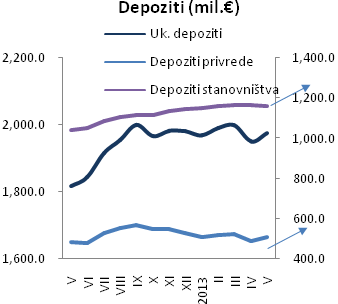 Depoziti (mil.€)
Uk. depoziti
Depoziti privrede
Depoziti stanovništva
2,200.0
2,000.0
1,800.0
1,600.0
1,400.0
1,200.0
1,000.0
800.0
600.0
400.0
V
VI
VII
VIII
IX
X
XI
XII
2013
II
III
IV
V